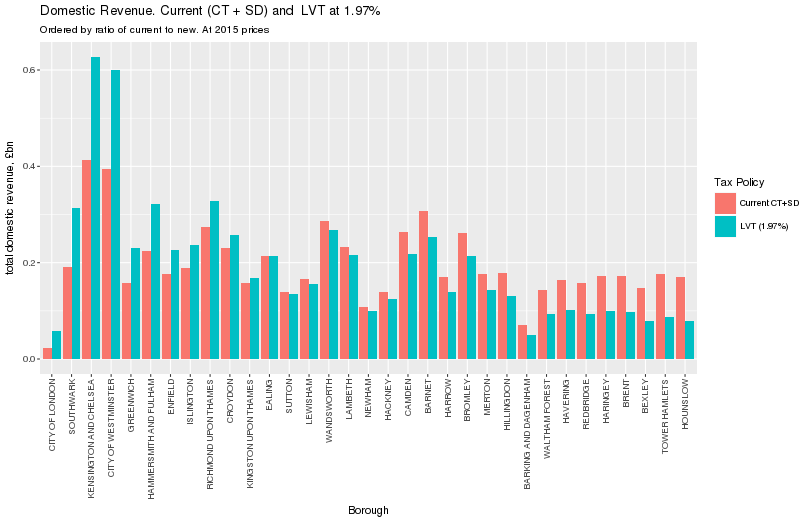 Domestic Revenue. Current (CT + SD) and  LVT at 1.97%
Ordered by ratio of current to new. At 2015 prices
total domestic revenue, £bn
0.6
0.4
0.2
0.0
CITY OF LONDON
SOUTHWARK
KENSINGTON AND CHELSEA
CITY OF WESTMINSTER
GREENWICH
HAMMERSMITH AND FULHAM
ENFIELD
ISLINGTON
RICHMOND UPON THAMES
CROYDON
KINGSTON UPON THAMES
EALING
SUTTON
LEWISHAM
WANDSWORTH
LAMBETH
NEWHAM
HACKNEY
CAMDEN
BARNET
HARROW
BROMLEY
MERTON
HILLINGDON
BARKING AND DAGENHAM
WALTHAM FOREST
HAVERING
REDBRIDGE
HARINGEY
BRENT
BEXLEY
TOWER HAMLETS
HOUNSLOW
Borough
Tax Policy
Current CT+SD
LVT (1.97%)